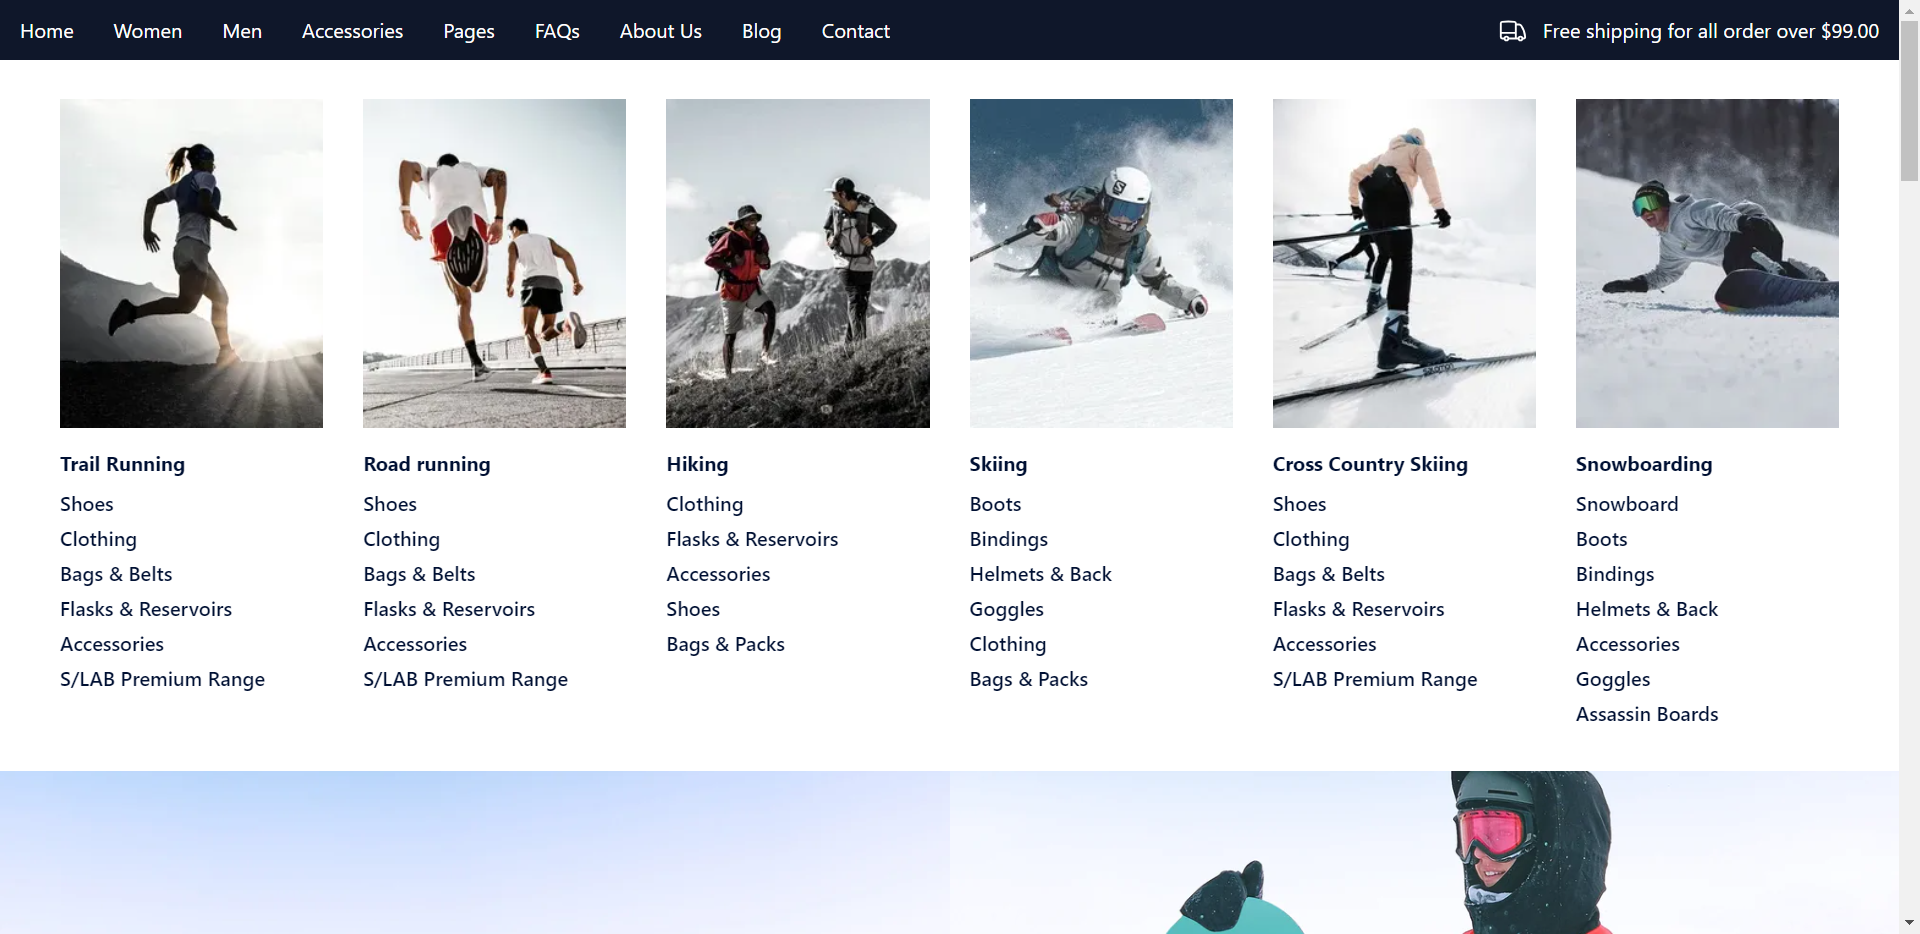 Home Women Men Accessories Pages FAQs About Us Blog Contact Free shipping for all order over $99.00
Trail Running
Shoes
Clothing
Bags & Belts
Flasks & Reservoirs
Accessories
S/LAB Premium Range
Road running
Shoes
Clothing
Bags & Belts
Flasks & Reservoirs
Accessories
S/LAB Premium Range
Hiking
Clothing
Flasks & Reservoirs
Accessories
Shoes
Bags & Packs
Skiing
Boots
Bindings
Helmets & Back
Goggles
Clothing
Bags & Packs
Cross Country Skiing
Shoes
Clothing
Bags & Belts
Flasks & Reservoirs
Accessories
S/LAB Premium Range
Snowboarding
Snowboard
Boots
Bindings
Helmets & Back
Accessories
Goggles
Assassin Boards